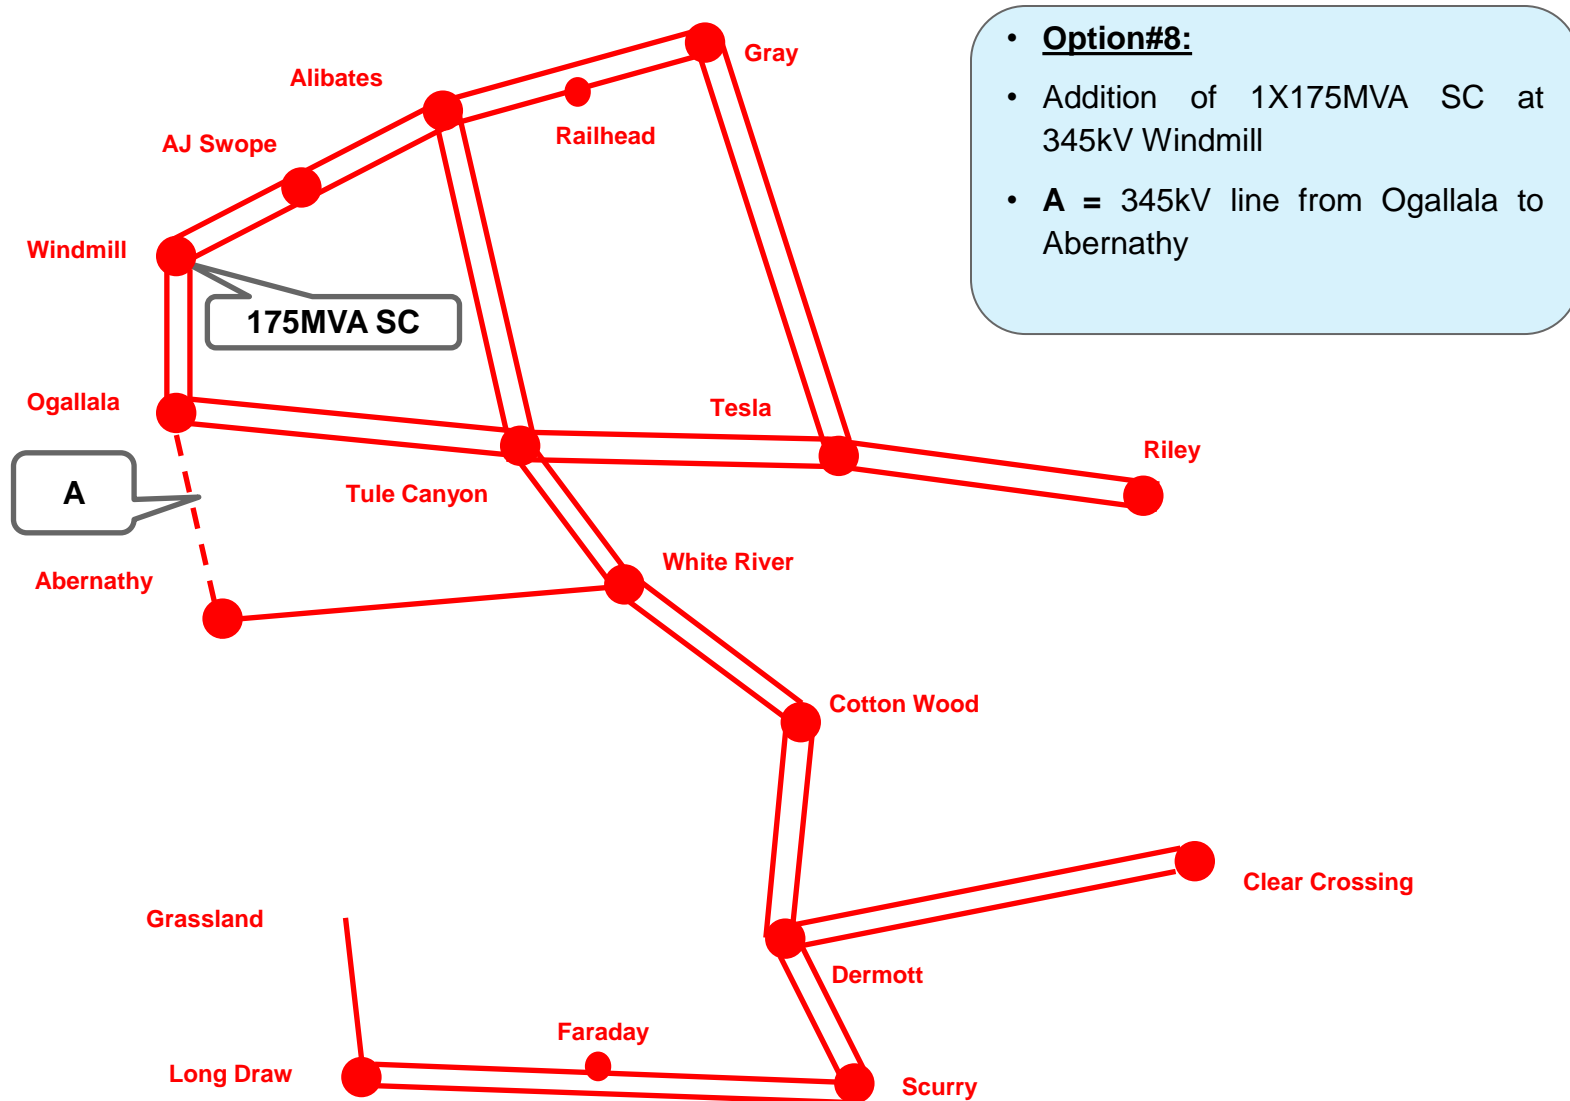 • Option#8:
• Addition of 1X175MVA SC at
345kV Windmill
• A = 345kV line from Ogallala to
Abernathy
Gray
Alibates
Railhead
AJ Swope
Windmill
175MVA SC
Ogallala
Tesla
Riley
A
Tule Canyon
White River
Abernathy
Cotton Wood
Clear Crossing
Grassland
Dermott
Faraday
Long Draw
Scurry